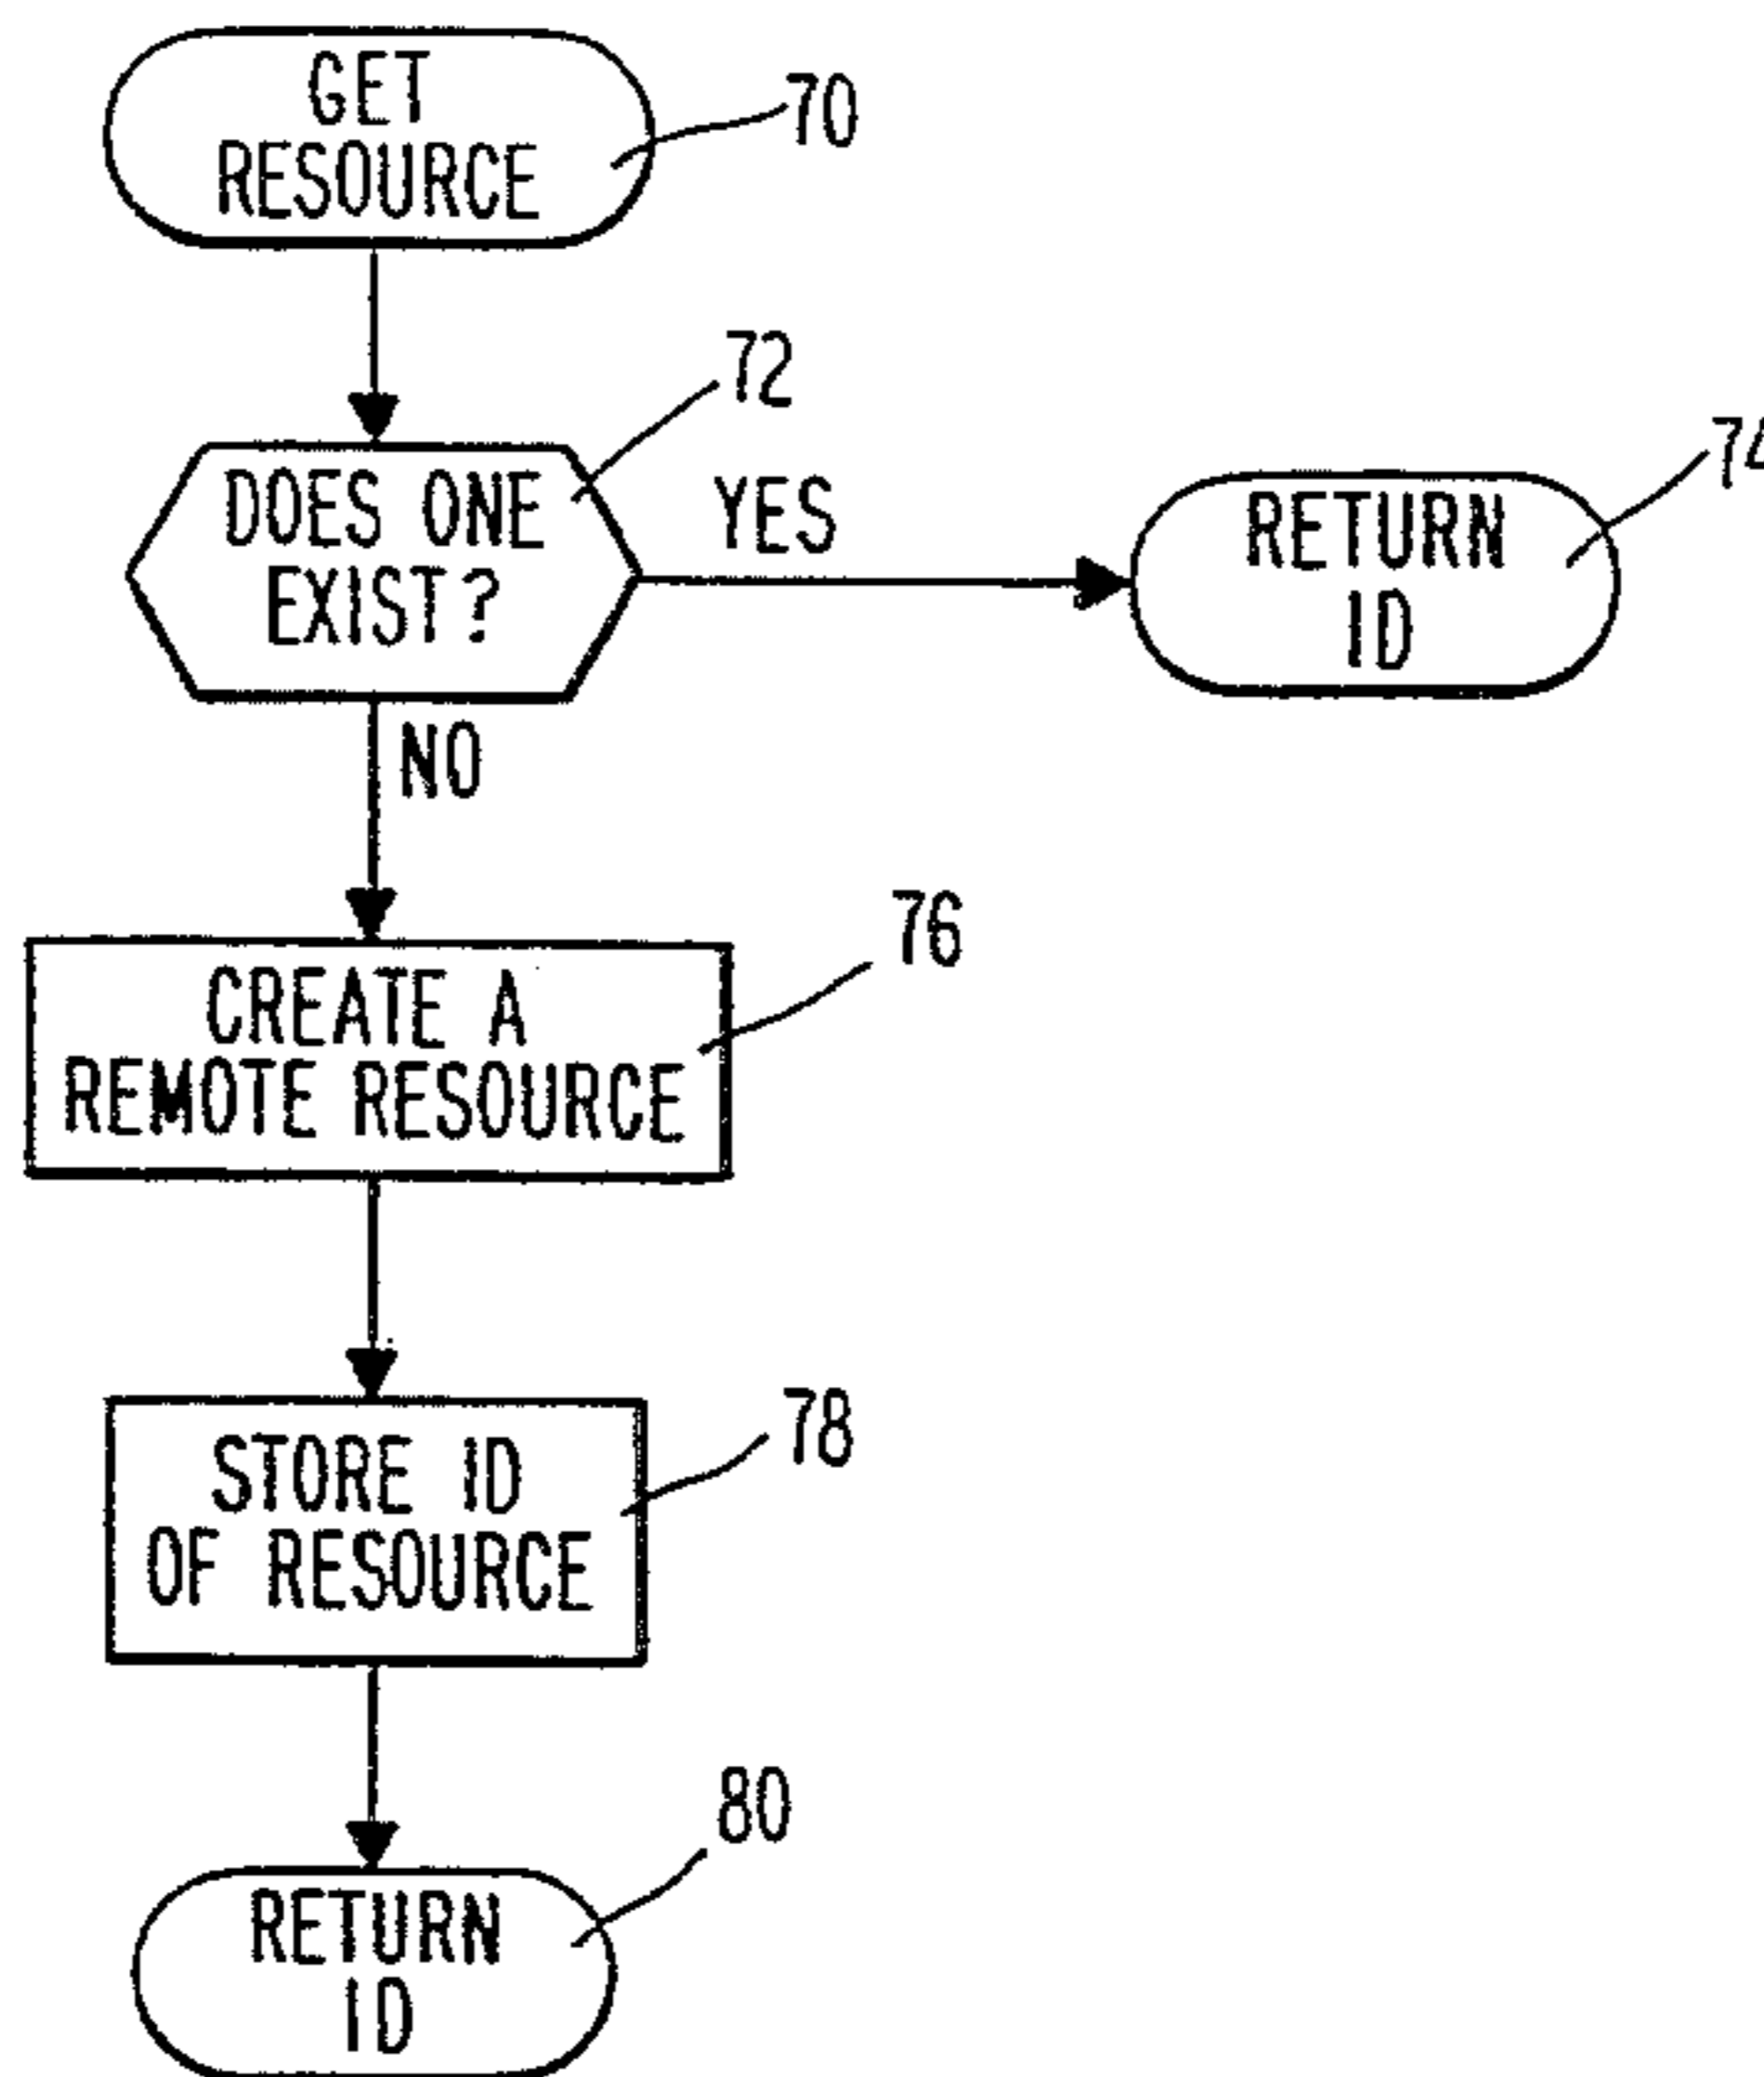 GET
RESOURCE
70
DOES ONE
EXIST?
72
YES
RETURN
ID
74
NO
CREATE A
REMOTE RESOURCE
76
STORE ID
OF RESOURCE
78
RETURN
ID
80